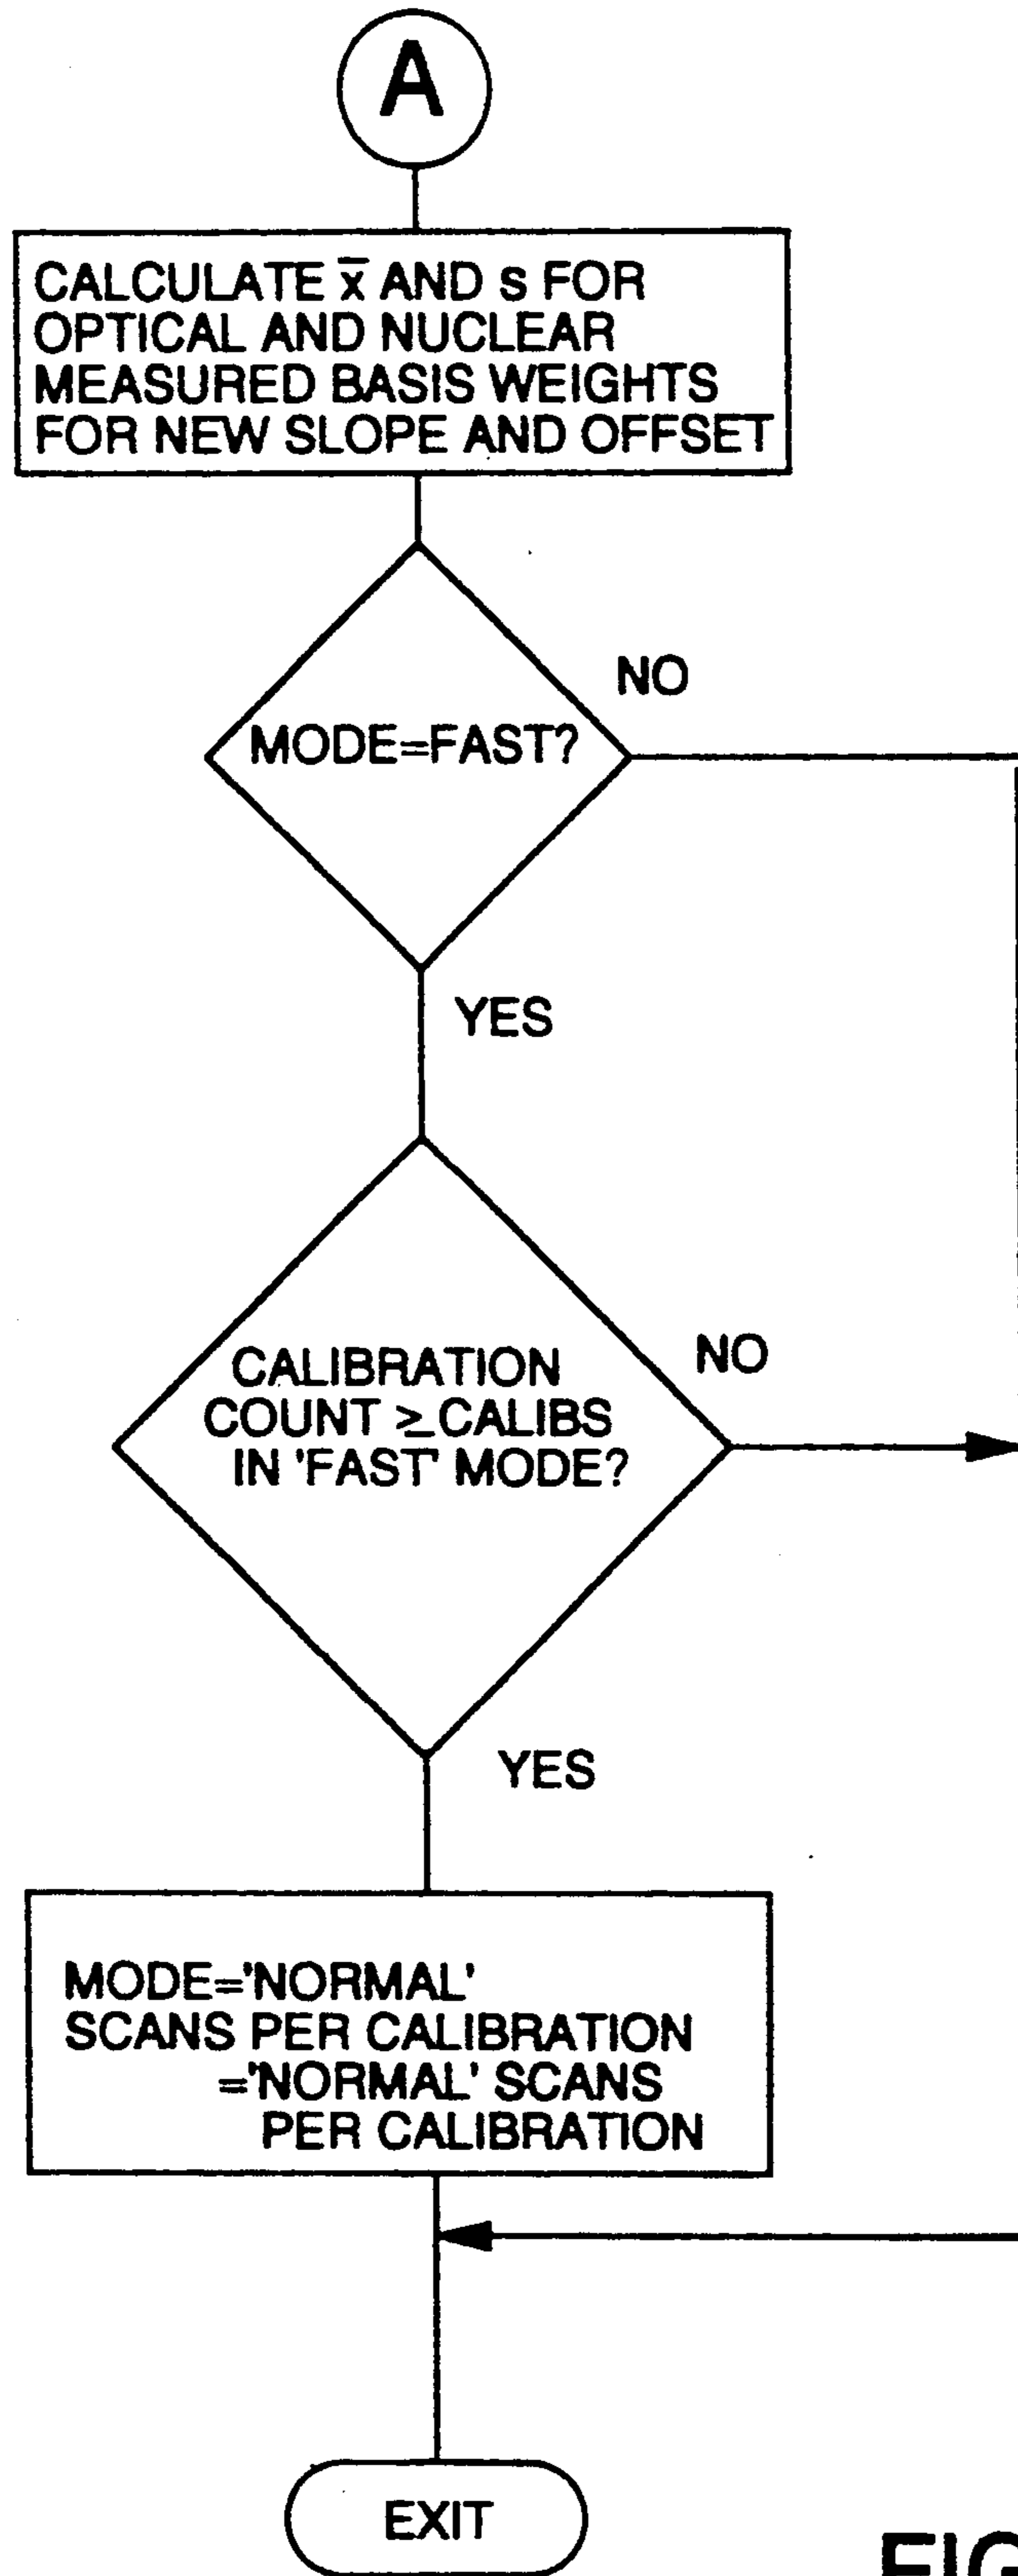 A
CALCULATE x̄ AND s FOR
OPTICAL AND NUCLEAR
MEASURED BASIS WEIGHTS
FOR NEW SLOPE AND OFFSET
NO
MODE=FAST?
YES
NO
CALIBRATION
COUNT ≥ CALIBS
IN 'FAST' MODE?
YES
MODE='NORMAL'
SCANS PER CALIBRATION
='NORMAL' SCANS
PER CALIBRATION
EXIT
FIG